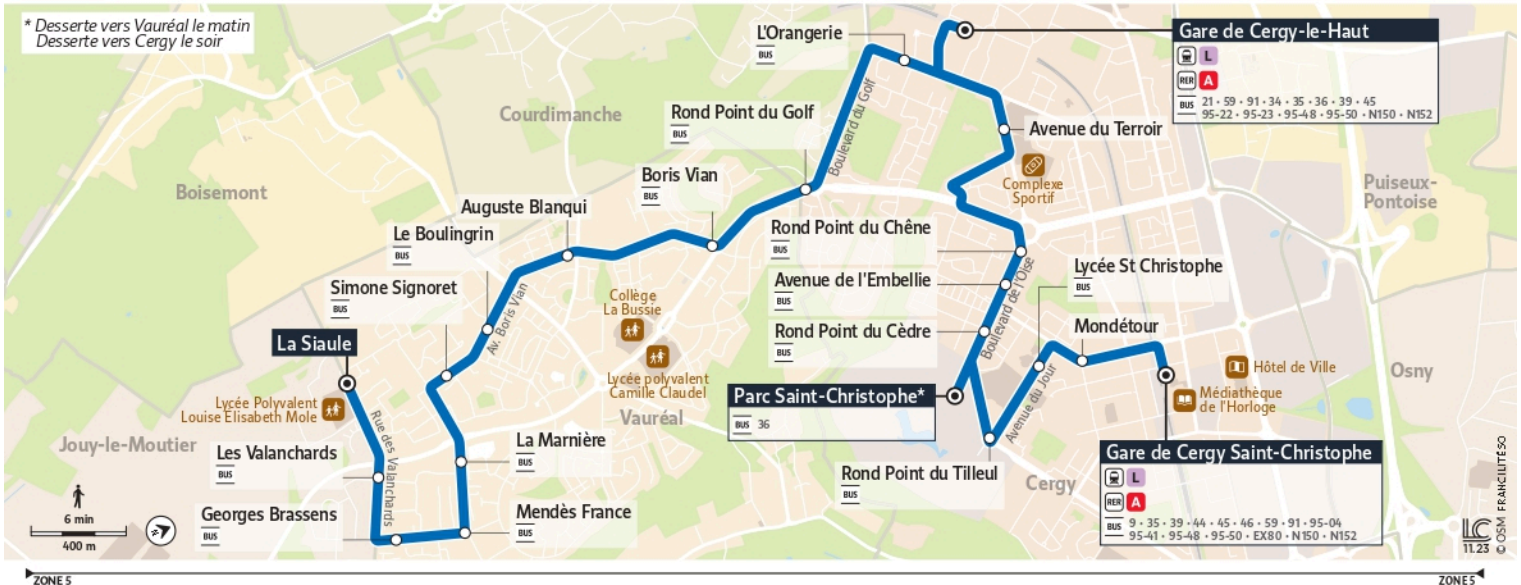 * Desserte vers Vauréal le matin
Desserte vers Cergy le soir
L'Orangerie
BUS
Gare de Cergy-le-Haut
L
RER A
BUS 21 • 59 • 91 • 34 • 35 • 36 • 39 • 45
95-22 • 95-23 • 95-48 • 95-50 • N150 • N152
Courdimanche
Rond Point du Golf
BUS
Boulevard du Golf
Avenue du Terroir
Complexe
Sportif
Boisemont
Boris Vian
BUS
Puiseux-
Pontoise
Auguste Blanqui
Le Boulingrin
BUS
Rond Point du Chêne
BUS
Simone Signoret
BUS
Av. Boris Vian
Avenue de l'Embellie
BUS
Boulevard de l'Oise
Lycée St Christophe
BUS
Collège
La Bussie
Rond Point du Cèdre
BUS
Mondétour
La Siaule
Lycée polyvalent
Camille Claudel
Hôtel de Ville
Osny
Lycée Polyvalent
Louise Elisabeth Mole
Vauréal
Parc Saint-Christophe*
BUS 36
Avenue du Jour
Médiathèque
de l'Horloge
Jouy-le-Moutier
Rue des Valanchards
Les Valanchards
BUS
La Marnière
BUS
Rond Point du Tilleul
BUS
Cergy
Gare de Cergy Saint-Christophe
L
RER A
BUS 9 • 35 • 39 • 44 • 45 • 46 • 59 • 91 • 95-04
95-41 • 95-48 • 95-50 • EX80 • N150 • N152
6 min
400 m
Georges Brassens
BUS
Mendès France
BUS
LC
11.23
© OSM FRANCILITÉ SO
ZONE 5
ZONE 5